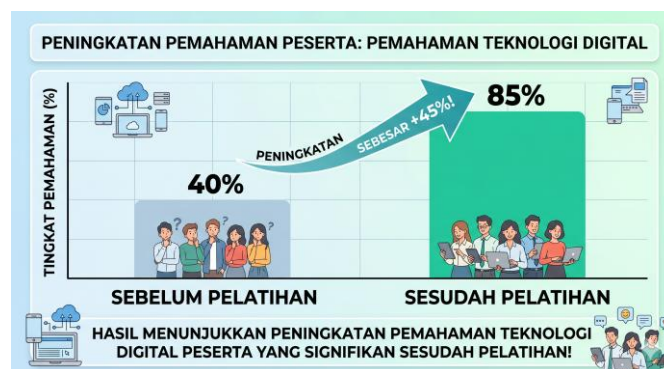 PENINGKATAN PEMAHAMAN PESERTA: PEMAHAMAN TEKNOLOGI DIGITAL
TINGKAT PEMAHAMAN (%)
40%
PENINGKATAN
SEBESAR +45%!
85%
SEBELUM PELATIHAN
SESUDAH PELATIHAN
HASIL MENUNJUKKAN PENINGKATAN PEMAHAMAN TEKNOLOGI
DIGITAL PESERTA YANG SIGNIFIKAN SESUDAH PELATIHAN!